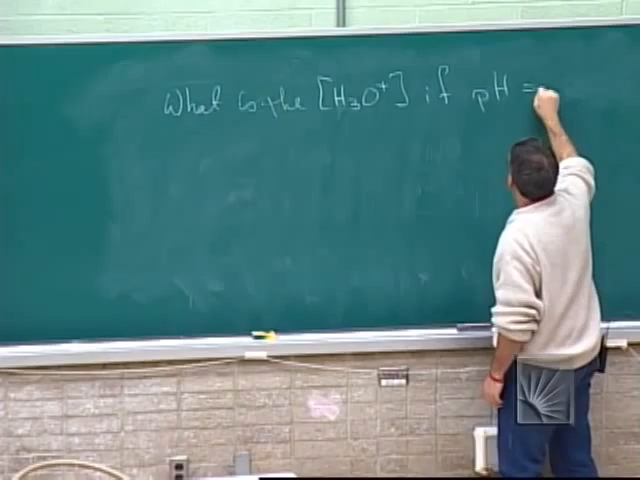 What is the [H₃O⁺] if pH =